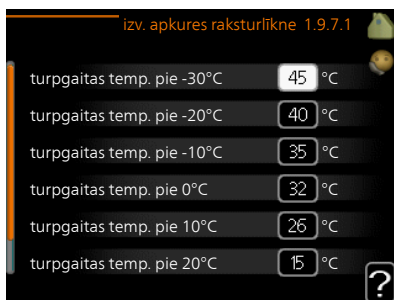 izv. apkures raksturlīkne 1.9.7.1
turpgaitas temp. pie -30°C 45 °C
turpgaitas temp. pie -20°C 40 °C
turpgaitas temp. pie -10°C 35 °C
turpgaitas temp. pie 0°C 32 °C
turpgaitas temp. pie 10°C 26 °C
turpgaitas temp. pie 20°C 15 °C
?